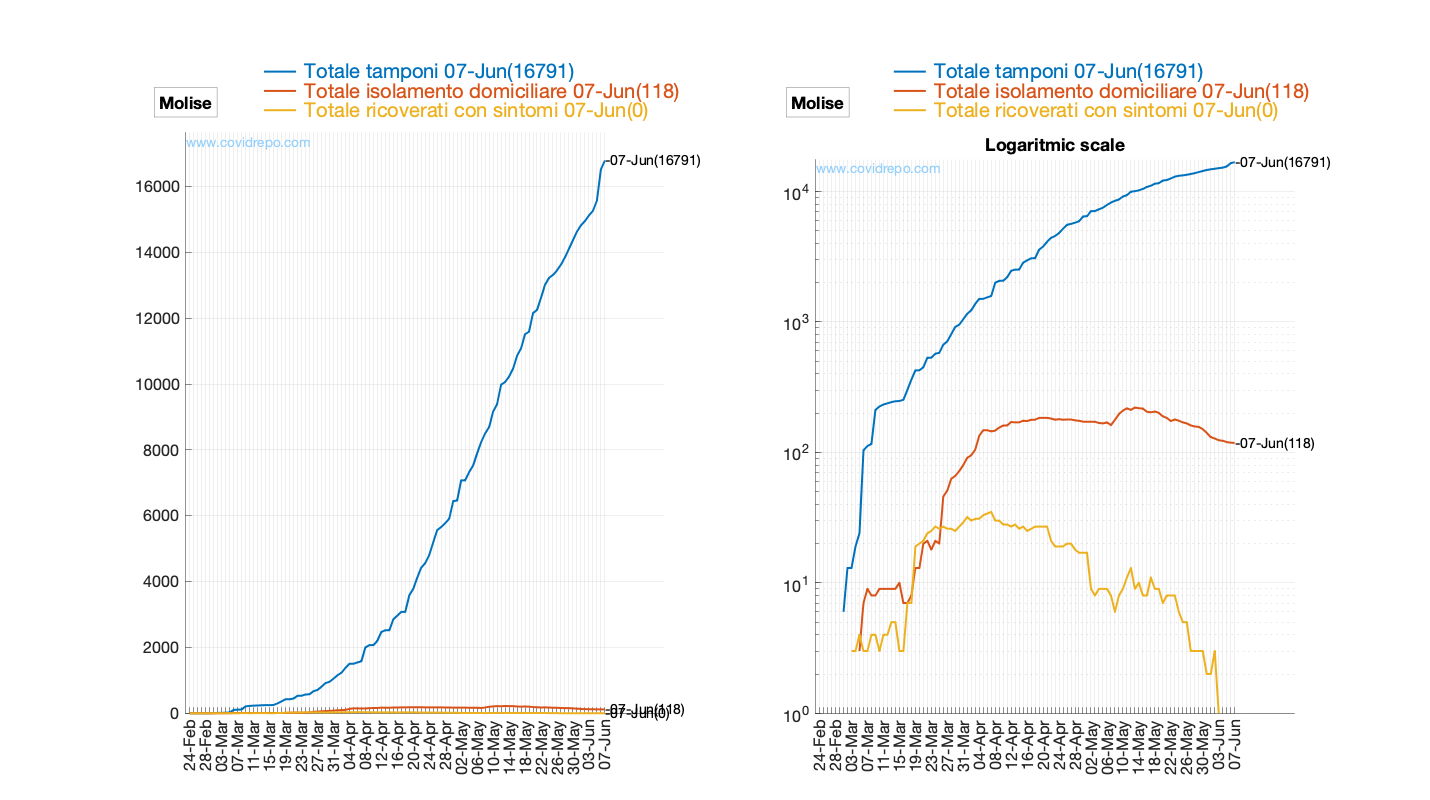 Molise
Totale tamponi 07-Jun(16791)
Totale isolamento domiciliare 07-Jun(118)
Totale ricoverati con sintomi 07-Jun(0)
www.covidrepo.com
-07-Jun(16791)
16000
14000
12000
10000
8000
6000
4000
2000
0
-07-Jun(118)
-07-Jun(0)
24-Feb
28-Feb
03-Mar
07-Mar
11-Mar
15-Mar
19-Mar
23-Mar
27-Mar
31-Mar
04-Apr
08-Apr
12-Apr
16-Apr
20-Apr
24-Apr
28-Apr
02-May
06-May
10-May
14-May
18-May
22-May
26-May
30-May
03-Jun
07-Jun
Molise
Totale tamponi 07-Jun(16791)
Totale isolamento domiciliare 07-Jun(118)
Totale ricoverati con sintomi 07-Jun(0)
Logaritmic scale
www.covidrepo.com
-07-Jun(16791)
10⁴
10³
10²
10¹
10⁰
-07-Jun(118)
24-Feb
28-Feb
03-Mar
07-Mar
11-Mar
15-Mar
19-Mar
23-Mar
27-Mar
31-Mar
04-Apr
08-Apr
12-Apr
16-Apr
20-Apr
24-Apr
28-Apr
02-May
06-May
10-May
14-May
18-May
22-May
26-May
30-May
03-Jun
07-Jun